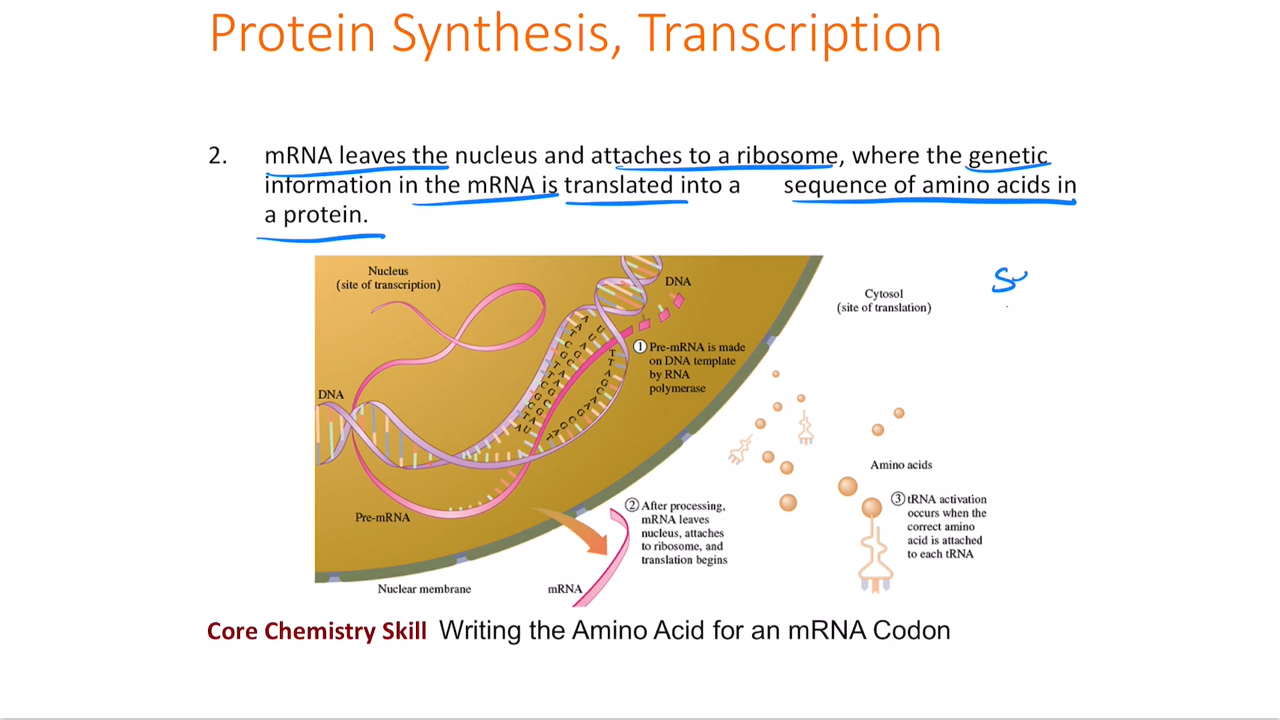 Protein Synthesis, Transcription
2. mRNA leaves the nucleus and attaches to a ribosome, where the genetic
information in the mRNA is translated into a sequence of amino acids in
a protein.
Nucleus
(site of transcription)
DNA
Cytosol
(site of translation)
① Pre-mRNA is made
on DNA template
by RNA
polymerase
DNA
Amino acids
③ tRNA activation
occurs when the
correct amino
acid is attached
to each tRNA
Pre-mRNA
② After processing,
mRNA leaves
nucleus, attaches
to ribosome, and
translation begins
Nuclear membrane
mRNA
Core Chemistry Skill Writing the Amino Acid for an mRNA Codon